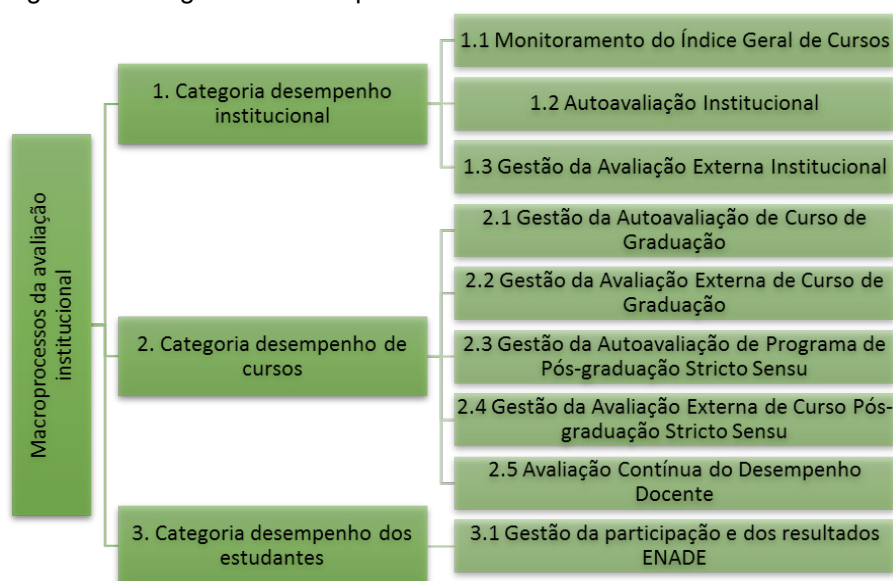 Macroprocessos da avaliação
institucional
1. Categoria desempenho
institucional
1.1 Monitoramento do Índice Geral de Cursos
1.2 Autoavaliação Institucional
1.3 Gestão da Avaliação Externa Institucional
2. Categoria desempenho de
cursos
2.1 Gestão da Autoavaliação de Curso de
Graduação
2.2 Gestão da Avaliação Externa de Curso de
Graduação
2.3 Gestão da Autoavaliação de Programa de
Pós-graduação Stricto Sensu
2.4 Gestão da Avaliação Externa de Curso Pós-
graduação Stricto Sensu
2.5 Avaliação Contínua do Desempenho
Docente
3. Categoria desempenho dos
estudantes
3.1 Gestão da participação e dos resultados
ENADE